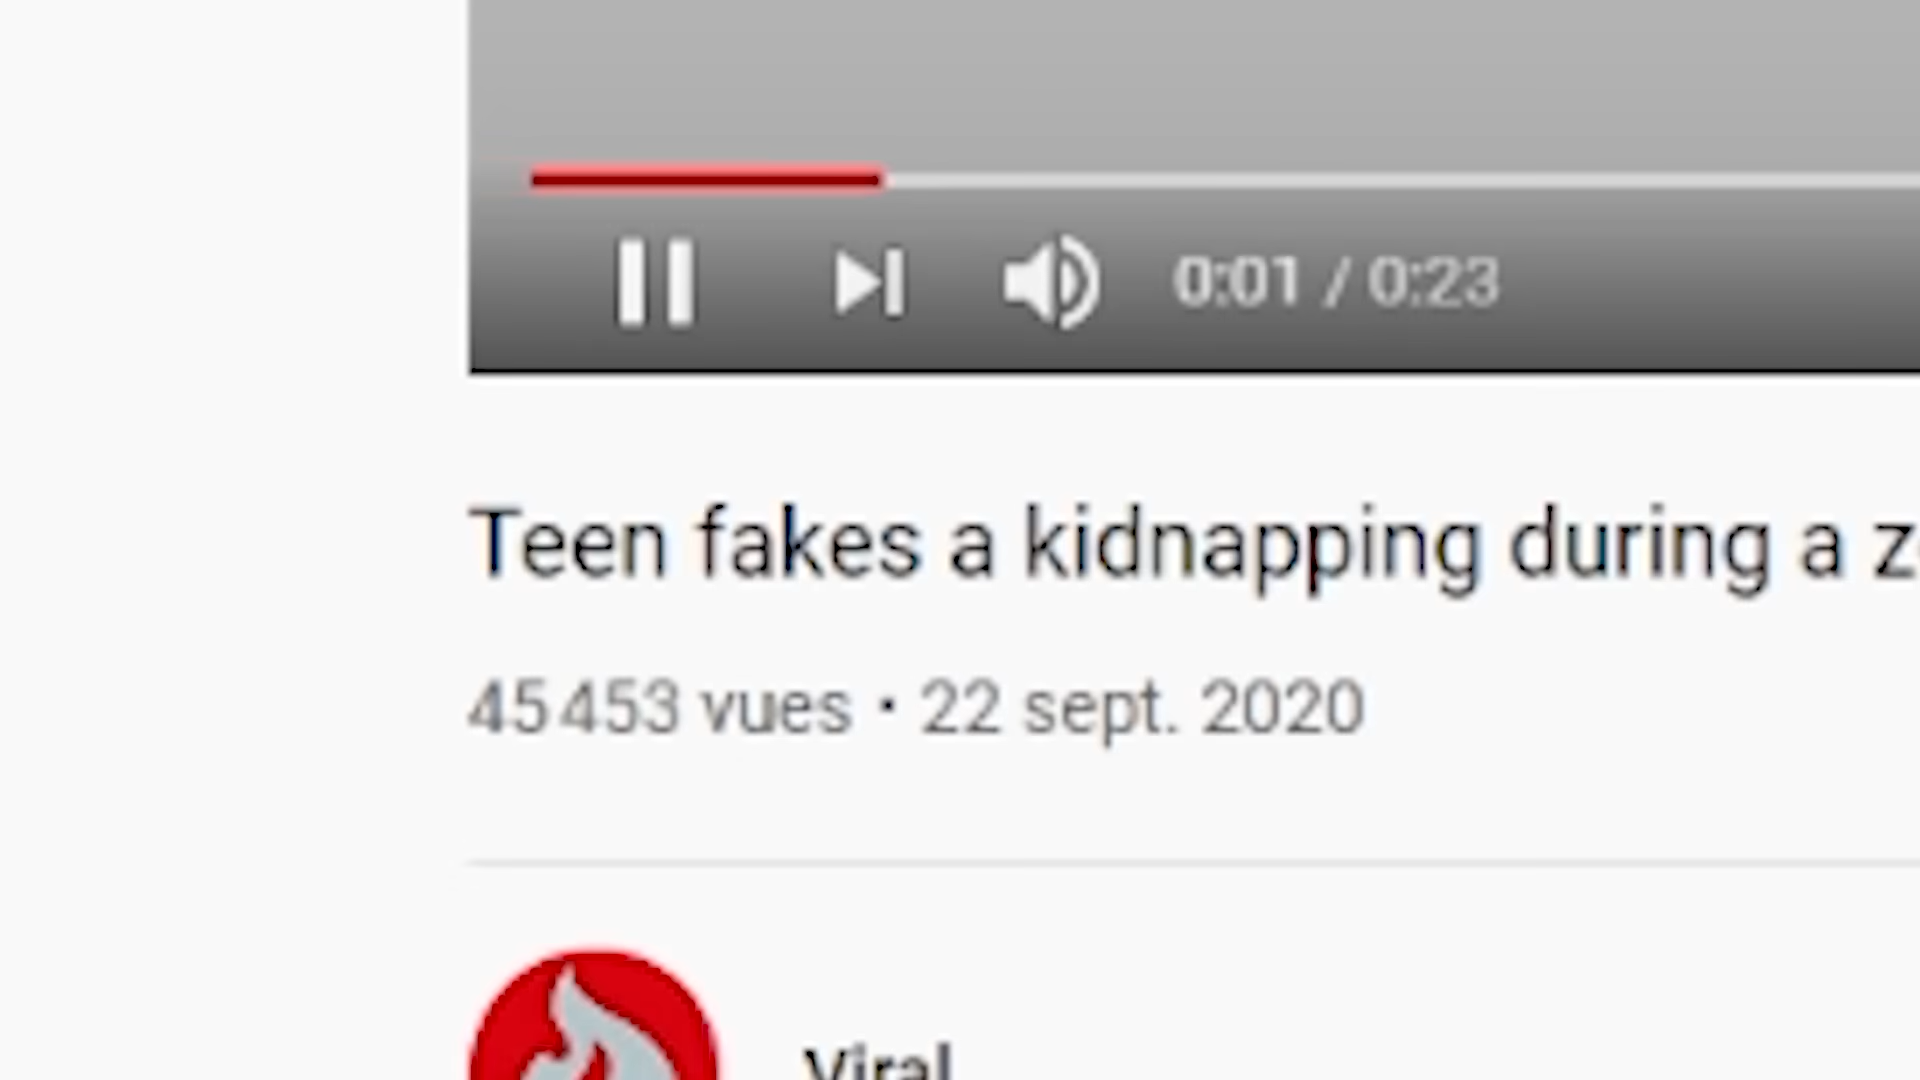 0:01 / 0:23
Teen fakes a kidnapping during a
45 453 vues • 22 sept. 2020
Viral